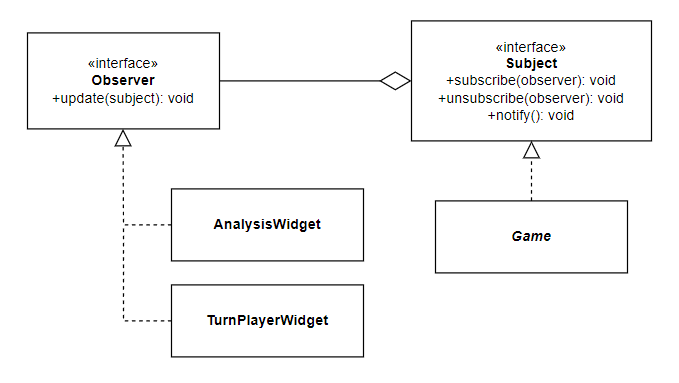 «interface»
Observer
+update(subject): void
«interface»
Subject
+subscribe(observer): void
+unsubscribe(observer): void
+notify(): void
AnalysisWidget
Game
TurnPlayerWidget